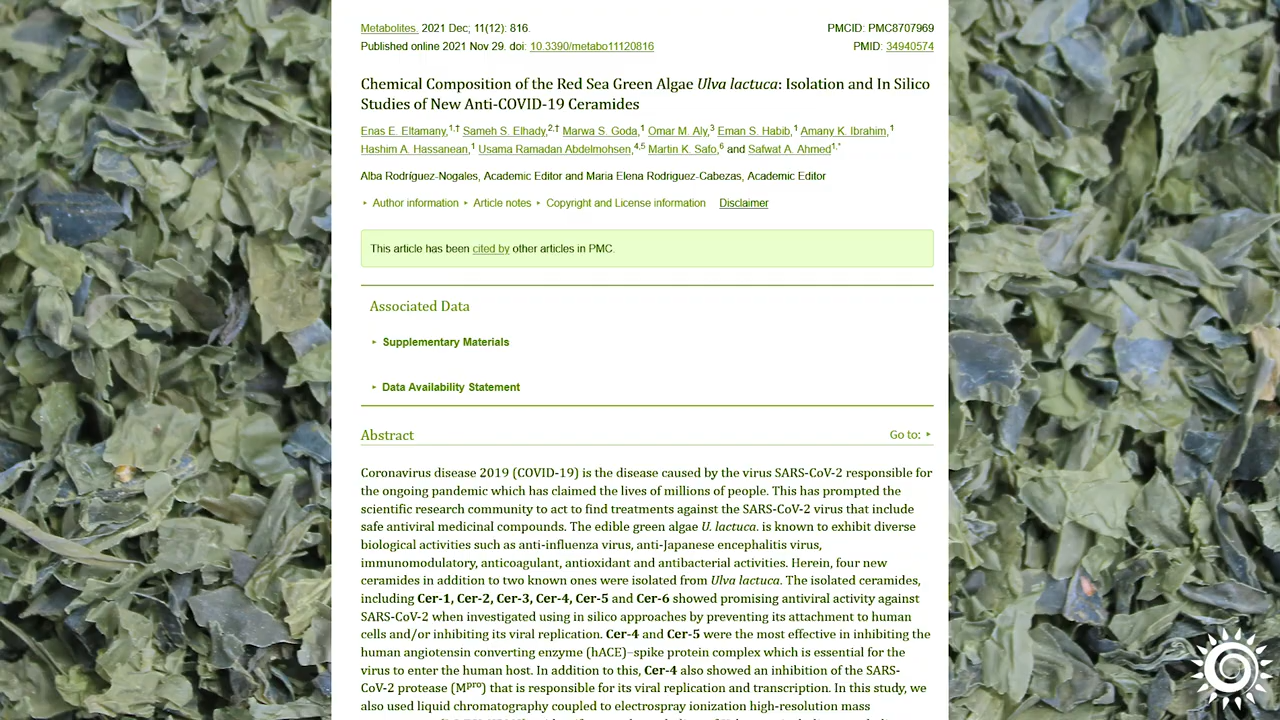 Metabolites. 2021 Dec; 11(12): 816.
PMCID: PMC8707969
Published online 2021 Nov 29. doi: 10.3390/metabo11120816
PMID: 34940574
Chemical Composition of the Red Sea Green Algae Ulva lactuca: Isolation and In Silico
Studies of New Anti-COVID-19 Ceramides
Enas E. Eltamany,1,† Sameh S. Elhady,2,† Marwa S. Goda,1 Omar M. Aly,3 Eman S. Habib,1 Amany K. Ibrahim,1
Hashim A. Hassanean,1 Usama Ramadan Abdelmohsen,4,5 Martin K. Safo,6 and Safwat A. Ahmed1,*
Alba Rodríguez-Nogales, Academic Editor and Maria Elena Rodriguez-Cabezas, Academic Editor
▸ Author information ▸ Article notes ▸ Copyright and License information Disclaimer
This article has been cited by other articles in PMC.
Associated Data
▸ Supplementary Materials
▸ Data Availability Statement
Abstract
Go to: ▸
Coronavirus disease 2019 (COVID-19) is the disease caused by the virus SARS-CoV-2 responsible for
the ongoing pandemic which has claimed the lives of millions of people. This has prompted the
scientific research community to act to find treatments against the SARS-CoV-2 virus that include
safe antiviral medicinal compounds. The edible green algae U. lactuca. is known to exhibit diverse
biological activities such as anti-influenza virus, anti-Japanese encephalitis virus,
immunomodulatory, anticoagulant, antioxidant and antibacterial activities. Herein, four new
ceramides in addition to two known ones were isolated from Ulva lactuca. The isolated ceramides,
including Cer-1, Cer-2, Cer-3, Cer-4, Cer-5 and Cer-6 showed promising antiviral activity against
SARS-CoV-2 when investigated using in silico approaches by preventing its attachment to human
cells and/or inhibiting its viral replication. Cer-4 and Cer-5 were the most effective in inhibiting the
human angiotensin converting enzyme (hACE)–spike protein complex which is essential for the
virus to enter the human host. In addition to this, Cer-4 also showed an inhibition of the SARS-
CoV-2 protease (Mpro) that is responsible for its viral replication and transcription. In this study, we
also used liquid chromatography coupled to electrospray ionization high-resolution mass